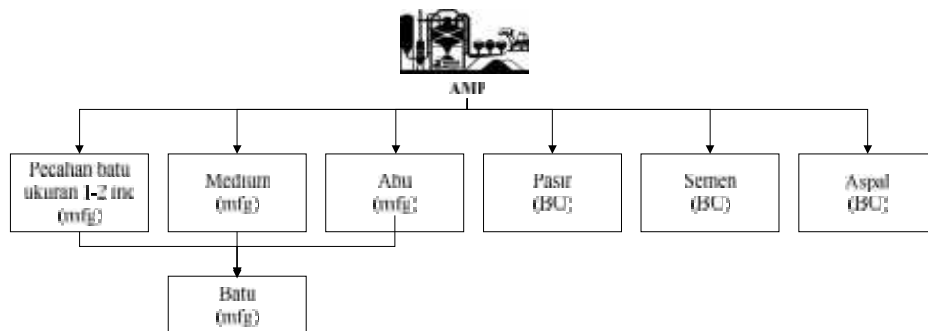 AMP
Pecahan batu
ukuran 1-2 inc
(mfg)
Medium
(mfg)
Abu
(mfg)
Pasir
(BU)
Semen
(BU)
Aspal
(BU)
Batu
(mfg)